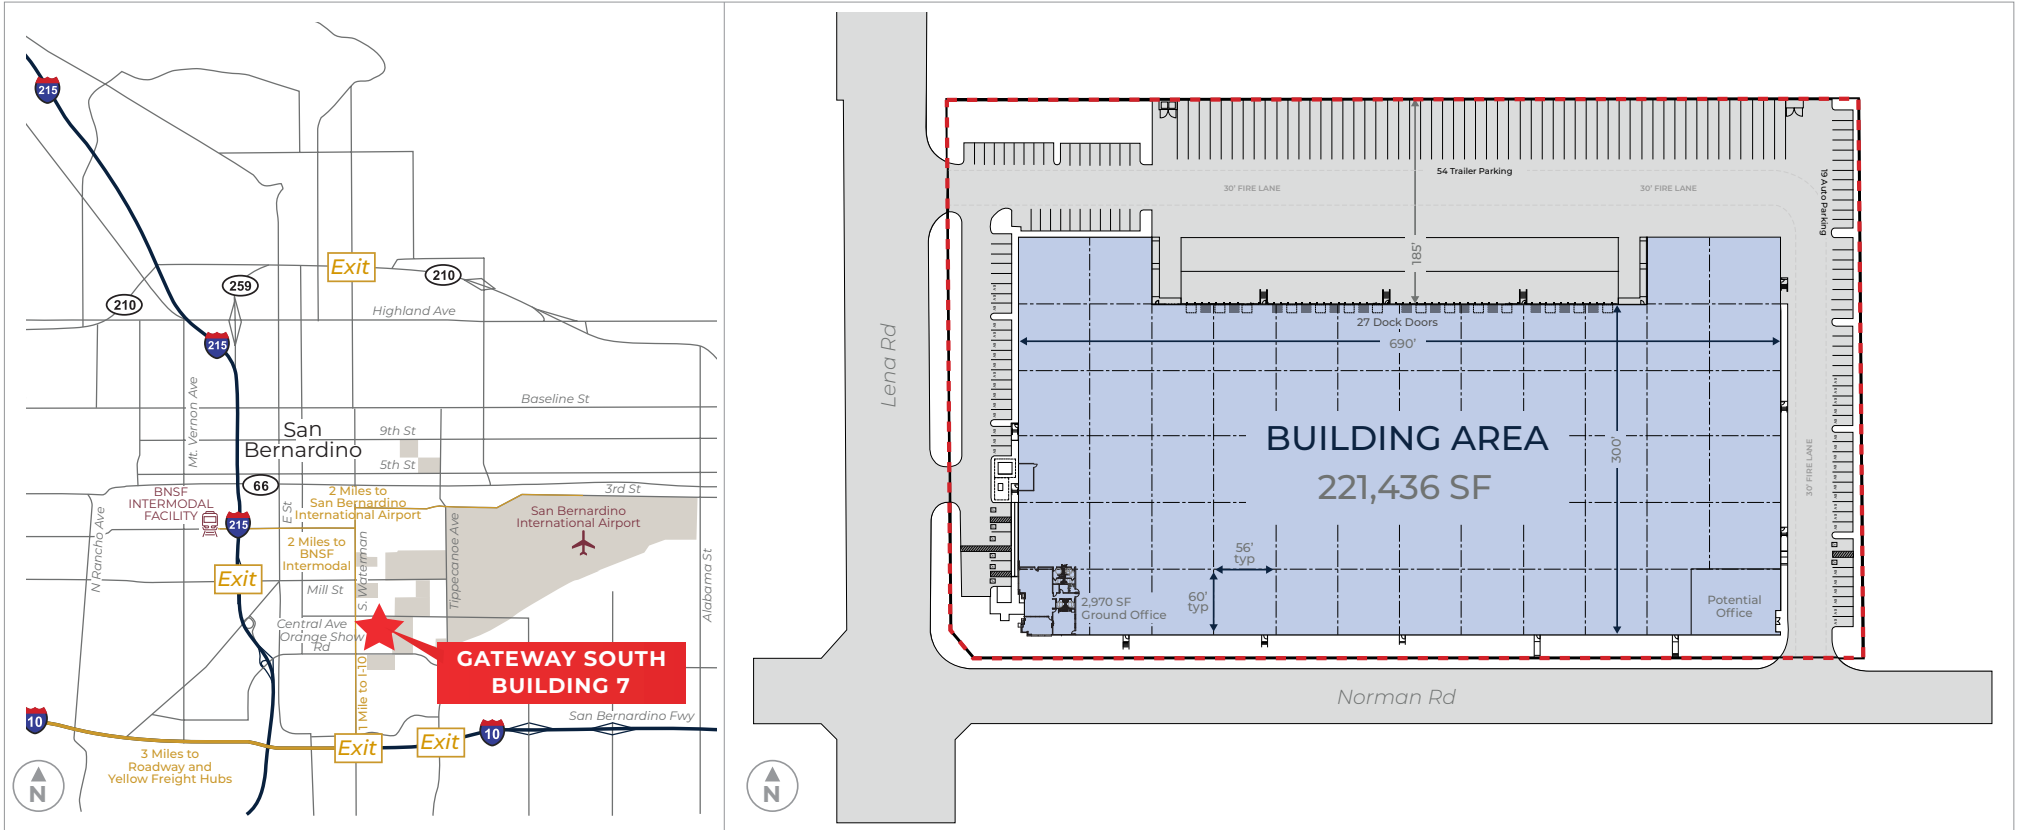 215
Exit
210
259
210
Highland Ave
215
Mt. Vernon Ave
Baseline St
San
Bernardino
9th St
5th St
66
3rd St
BNSF
INTERMODAL
FACILITY
E St
2 Miles to
San Bernardino
International Airport
San Bernardino
International Airport
N Rancho Ave
215
2 Miles to
BNSF
Intermodal
S. Waterman
Tippecanoe Ave
Alabama St
Exit
Mill St
Central Ave
Orange Show
Rd
GATEWAY SOUTH
BUILDING 7
1 Mile to I-10
San Bernardino Fwy
10
10
Exit
Exit
3 Miles to
Roadway and
Yellow Freight Hubs
N
Lena Rd
54 Trailer Parking
30' FIRE LANE
30' FIRE LANE
19 Auto Parking
185'
27 Dock Doors
690'
BUILDING AREA
221,436 SF
300'
30' FIRE LANE
56'
typ
60'
typ
2,970 SF
Ground Office
Potential
Office
Norman Rd
N